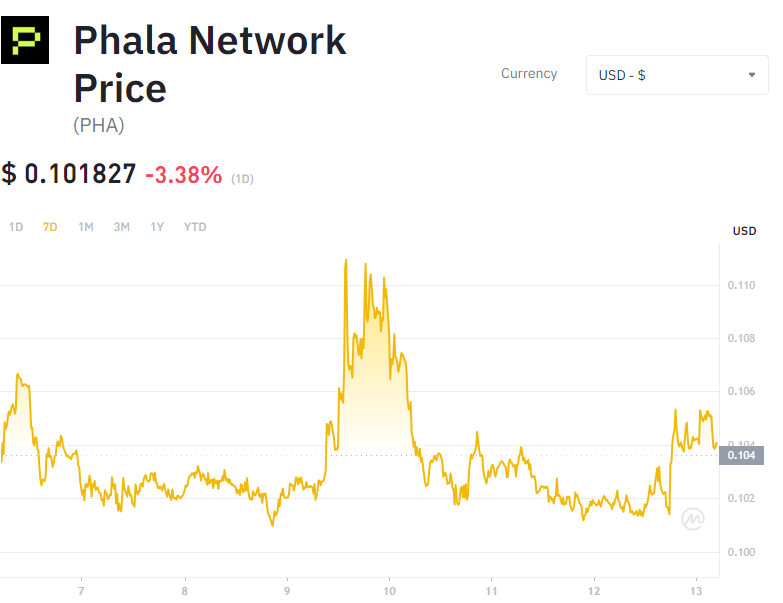 Phala Network
Price
(PHA)
Currency
USD - $
$ 0.101827 -3.38% (1D)
1D 7D 1M 3M 1Y YTD
USD
0.110
0.108
0.106
0.104
0.104
0.102
0.100
7 8 9 10 11 12 13